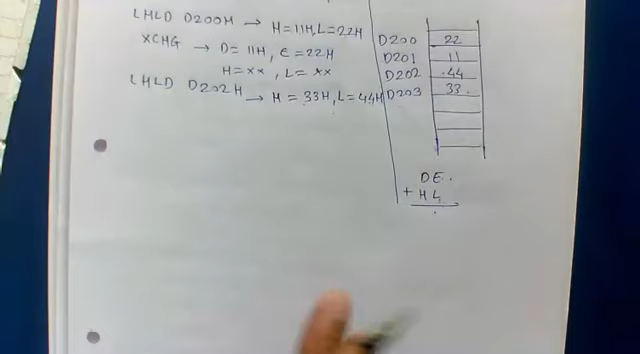 LHLD D200H → H=11H, L=22H
XCHG → D=11H, E=22H
H=xx, L=xx
LHLD D202H → H=33H, L=44H
D200 22
D201 11
D202 44
D203 33
DE
+ HL